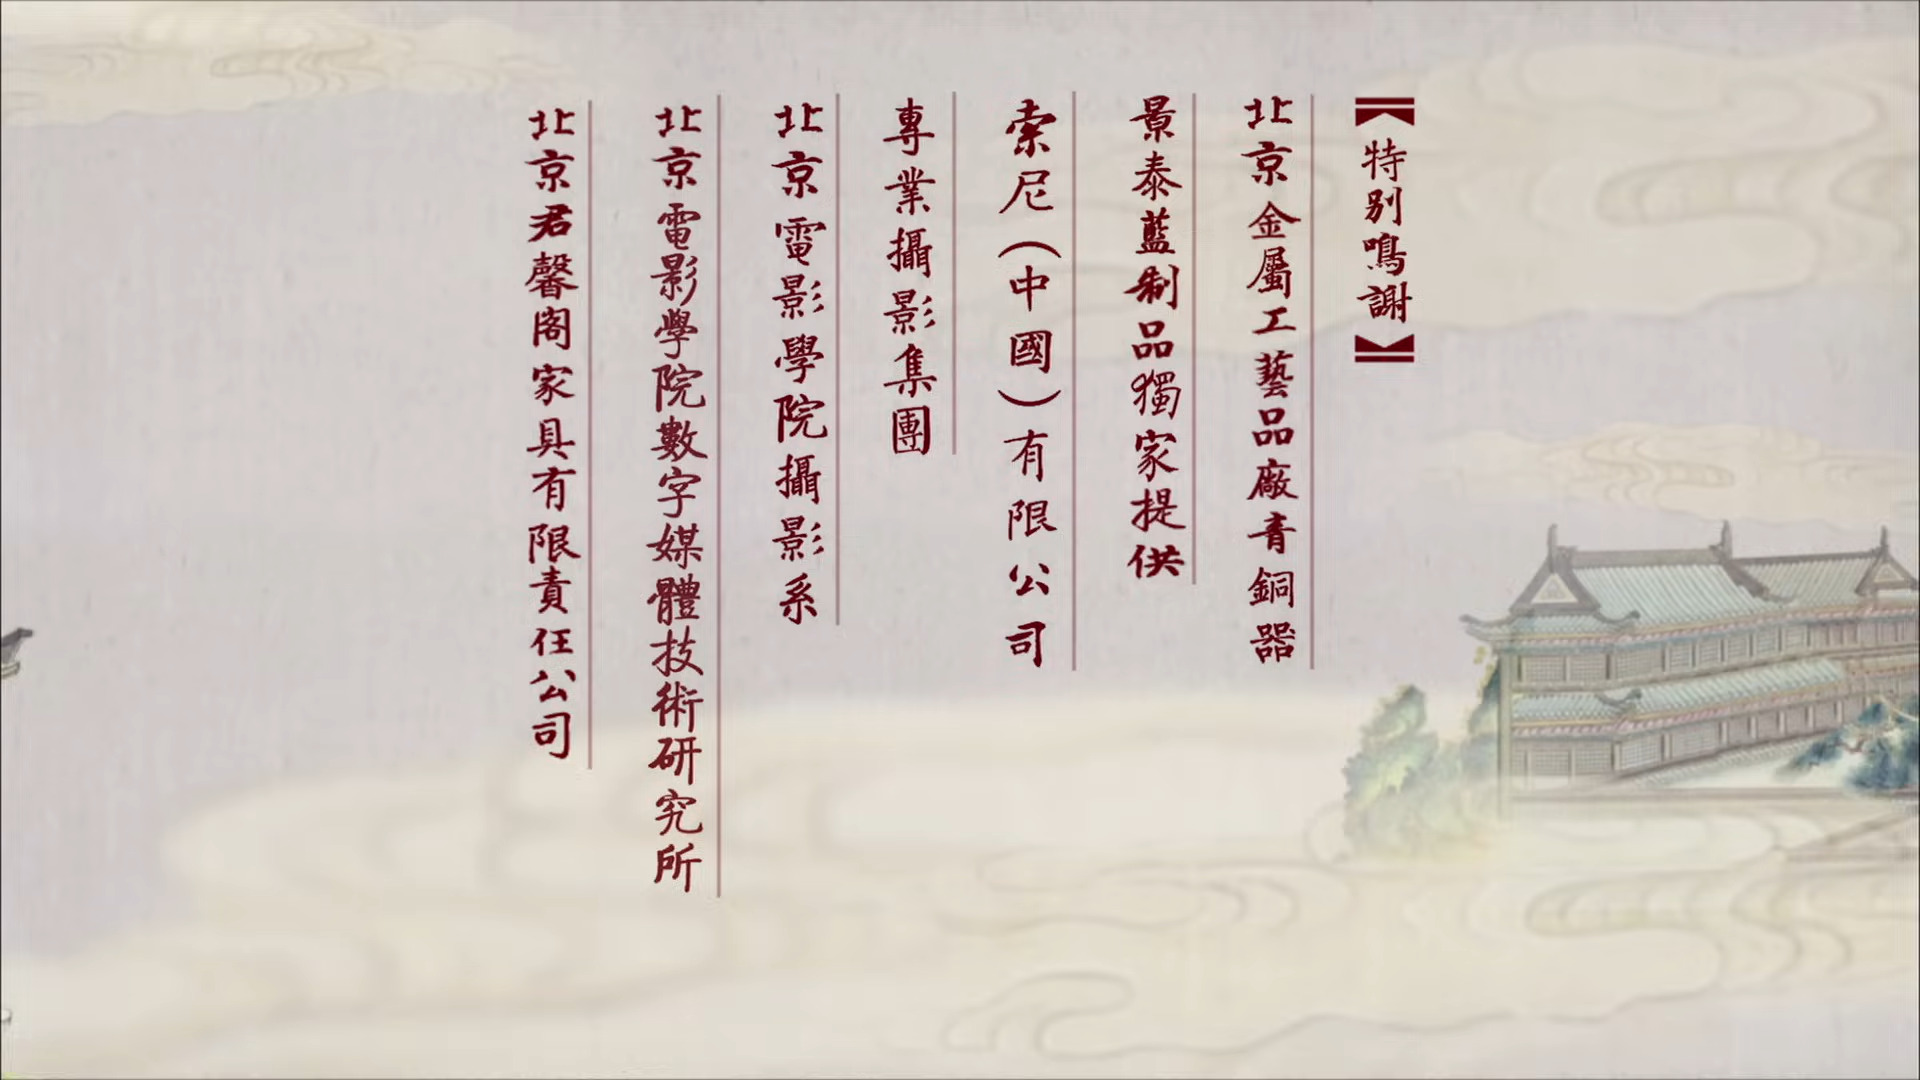 【特别鳴謝】
北京金屬工藝品廠青銅器
景泰藍制品獨家提供
索尼（中國）有限公司
專業攝影集團
北京電影學院攝影系
北京電影學院數字媒體技術研究所
北京君馨阁家具有限責任公司